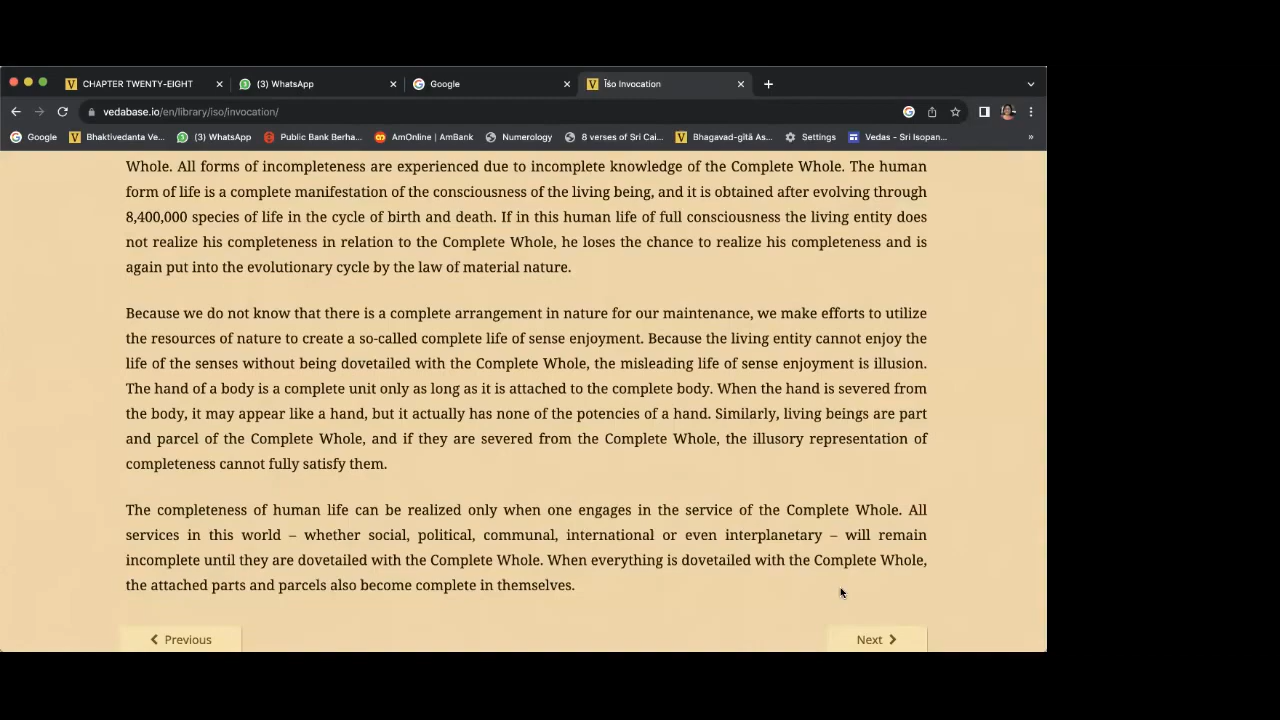 CHAPTER TWENTY-EIGHT
(3) WhatsApp
Google
Īśo Invocation
vedabase.io/en/library/iso/invocation/
Google
Bhaktivedanta Ve...
(3) WhatsApp
Public Bank Berha...
AmOnline | AmBank
Numerology
8 verses of Sri Cai...
Bhagavad-gītā As...
Settings
Vedas - Sri Isopan...
»
Whole. All forms of incompleteness are experienced due to incomplete knowledge of the Complete Whole. The human
form of life is a complete manifestation of the consciousness of the living being, and it is obtained after evolving through
8,400,000 species of life in the cycle of birth and death. If in this human life of full consciousness the living entity does
not realize his completeness in relation to the Complete Whole, he loses the chance to realize his completeness and is
again put into the evolutionary cycle by the law of material nature.
Because we do not know that there is a complete arrangement in nature for our maintenance, we make efforts to utilize
the resources of nature to create a so-called complete life of sense enjoyment. Because the living entity cannot enjoy the
life of the senses without being dovetailed with the Complete Whole, the misleading life of sense enjoyment is illusion.
The hand of a body is a complete unit only as long as it is attached to the complete body. When the hand is severed from
the body, it may appear like a hand, but it actually has none of the potencies of a hand. Similarly, living beings are part
and parcel of the Complete Whole, and if they are severed from the Complete Whole, the illusory representation of
completeness cannot fully satisfy them.
The completeness of human life can be realized only when one engages in the service of the Complete Whole. All
services in this world – whether social, political, communal, international or even interplanetary – will remain
incomplete until they are dovetailed with the Complete Whole. When everything is dovetailed with the Complete Whole,
the attached parts and parcels also become complete in themselves.
Previous
Next